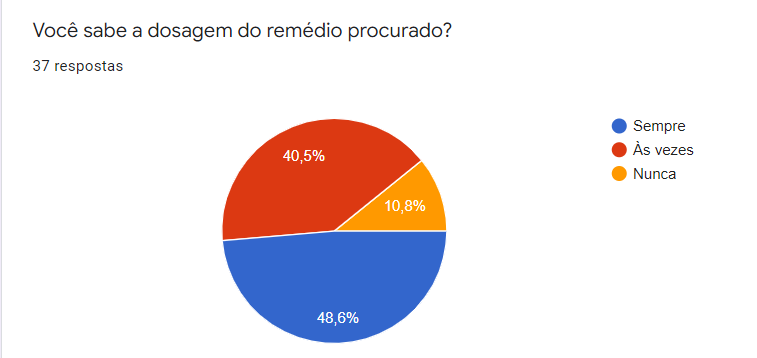 Você sabe a dosagem do remédio procurado?
37 respostas
Sempre
Às vezes
Nunca
40,5%
10,8%
48,6%